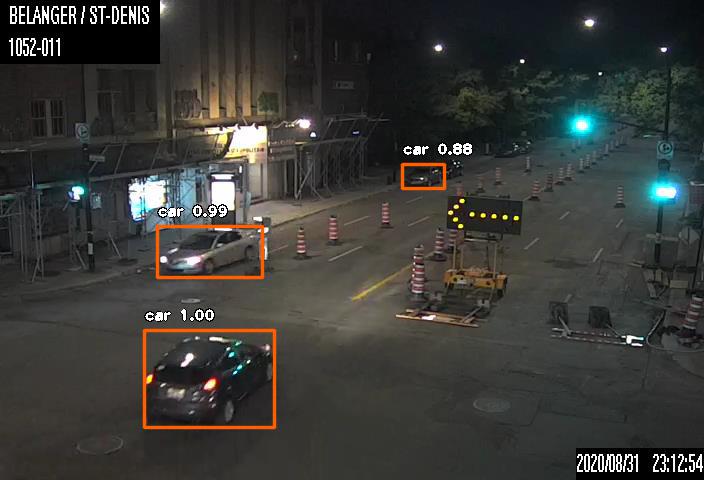 BELANGER / ST-DENIS
1052-011
car 0.88
car 0.99
car 1.00
2020/08/31 23:12:54